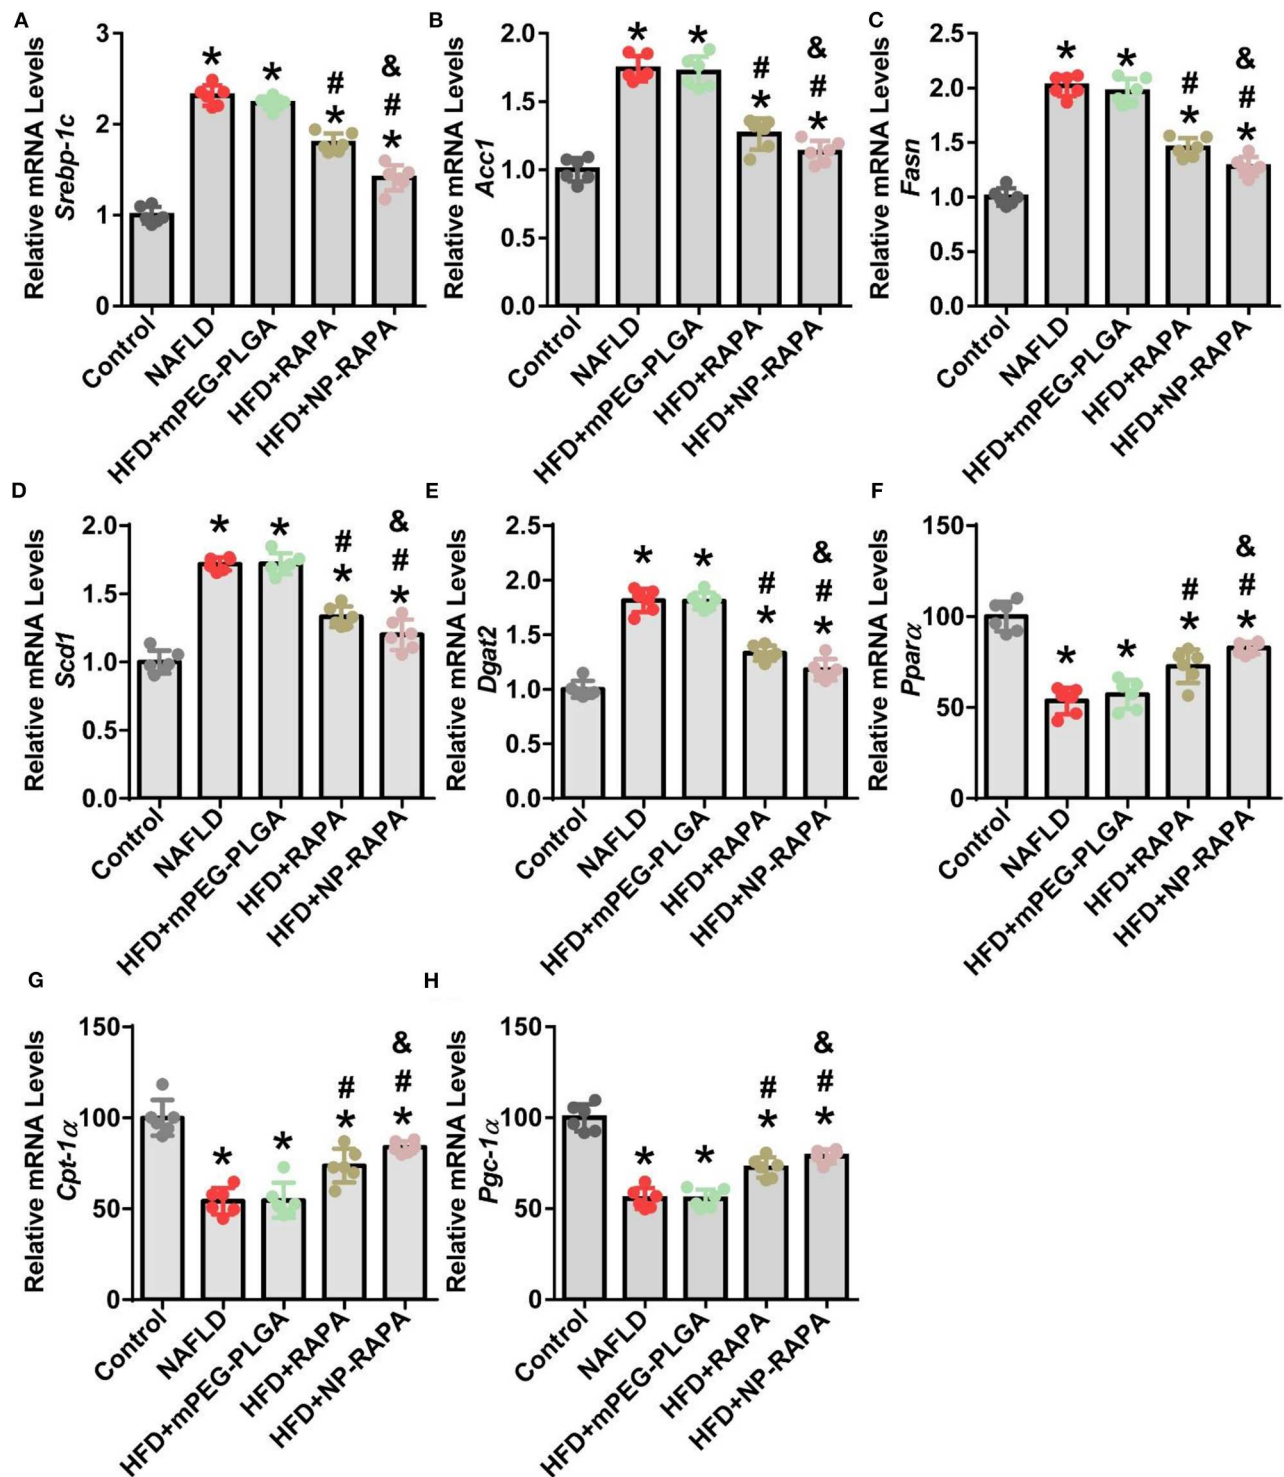 A
Relative mRNA Levels
Srebp-1c
3
2
1
0
*
*
#
*
&
#
*
Control
NAFLD
HFD+mPEG-PLGA
HFD+RAPA
HFD+NP-RAPA
B
Relative mRNA Levels
Acc1
2.0
1.5
1.0
0.5
0.0
*
*
#
*
&
#
*
Control
NAFLD
HFD+mPEG-PLGA
HFD+RAPA
HFD+NP-RAPA
C
Relative mRNA Levels
Fasn
2.5
2.0
1.5
1.0
0.5
0.0
*
*
#
*
&
#
*
Control
NAFLD
HFD+mPEG-PLGA
HFD+RAPA
HFD+NP-RAPA
D
Relative mRNA Levels
Scd1
2.0
1.5
1.0
0.5
0.0
*
*
#
*
&
#
*
Control
NAFLD
HFD+mPEG-PLGA
HFD+RAPA
HFD+NP-RAPA
E
Relative mRNA Levels
Dgat2
2.5
2.0
1.5
1.0
0.5
0.0
*
*
#
*
&
#
*
Control
NAFLD
HFD+mPEG-PLGA
HFD+RAPA
HFD+NP-RAPA
F
Relative mRNA Levels
Pparα
150
100
50
0
*
*
#
*
&
#
*
Control
NAFLD
HFD+mPEG-PLGA
HFD+RAPA
HFD+NP-RAPA
G
Relative mRNA Levels
Cpt-1α
150
100
50
0
*
*
#
*
&
#
*
Control
NAFLD
HFD+mPEG-PLGA
HFD+RAPA
HFD+NP-RAPA
H
Relative mRNA Levels
Pgc-1α
150
100
50
0
*
*
#
*
&
#
*
Control
NAFLD
HFD+mPEG-PLGA
HFD+RAPA
HFD+NP-RAPA